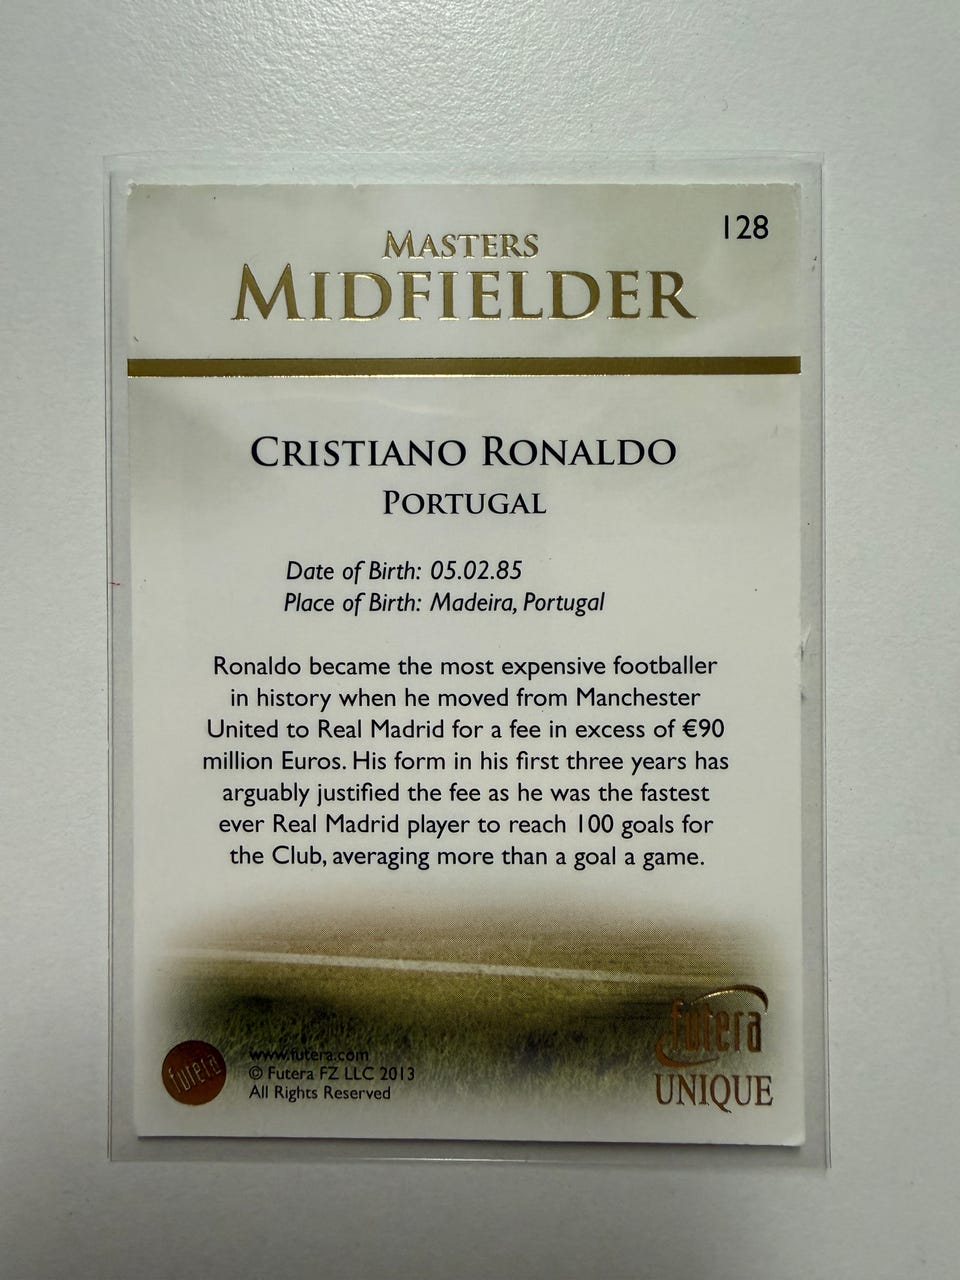 128
MASTERS
MIDFIELDER
CRISTIANO RONALDO
PORTUGAL
Date of Birth: 05.02.85
Place of Birth: Madeira, Portugal
Ronaldo became the most expensive footballer
in history when he moved from Manchester
United to Real Madrid for a fee in excess of €90
million Euros. His form in his first three years has
arguably justified the fee as he was the fastest
ever Real Madrid player to reach 100 goals for
the Club, averaging more than a goal a game.
futera
www.futera.com
© Futera FZ LLC 2013
All Rights Reserved
futera
UNIQUE